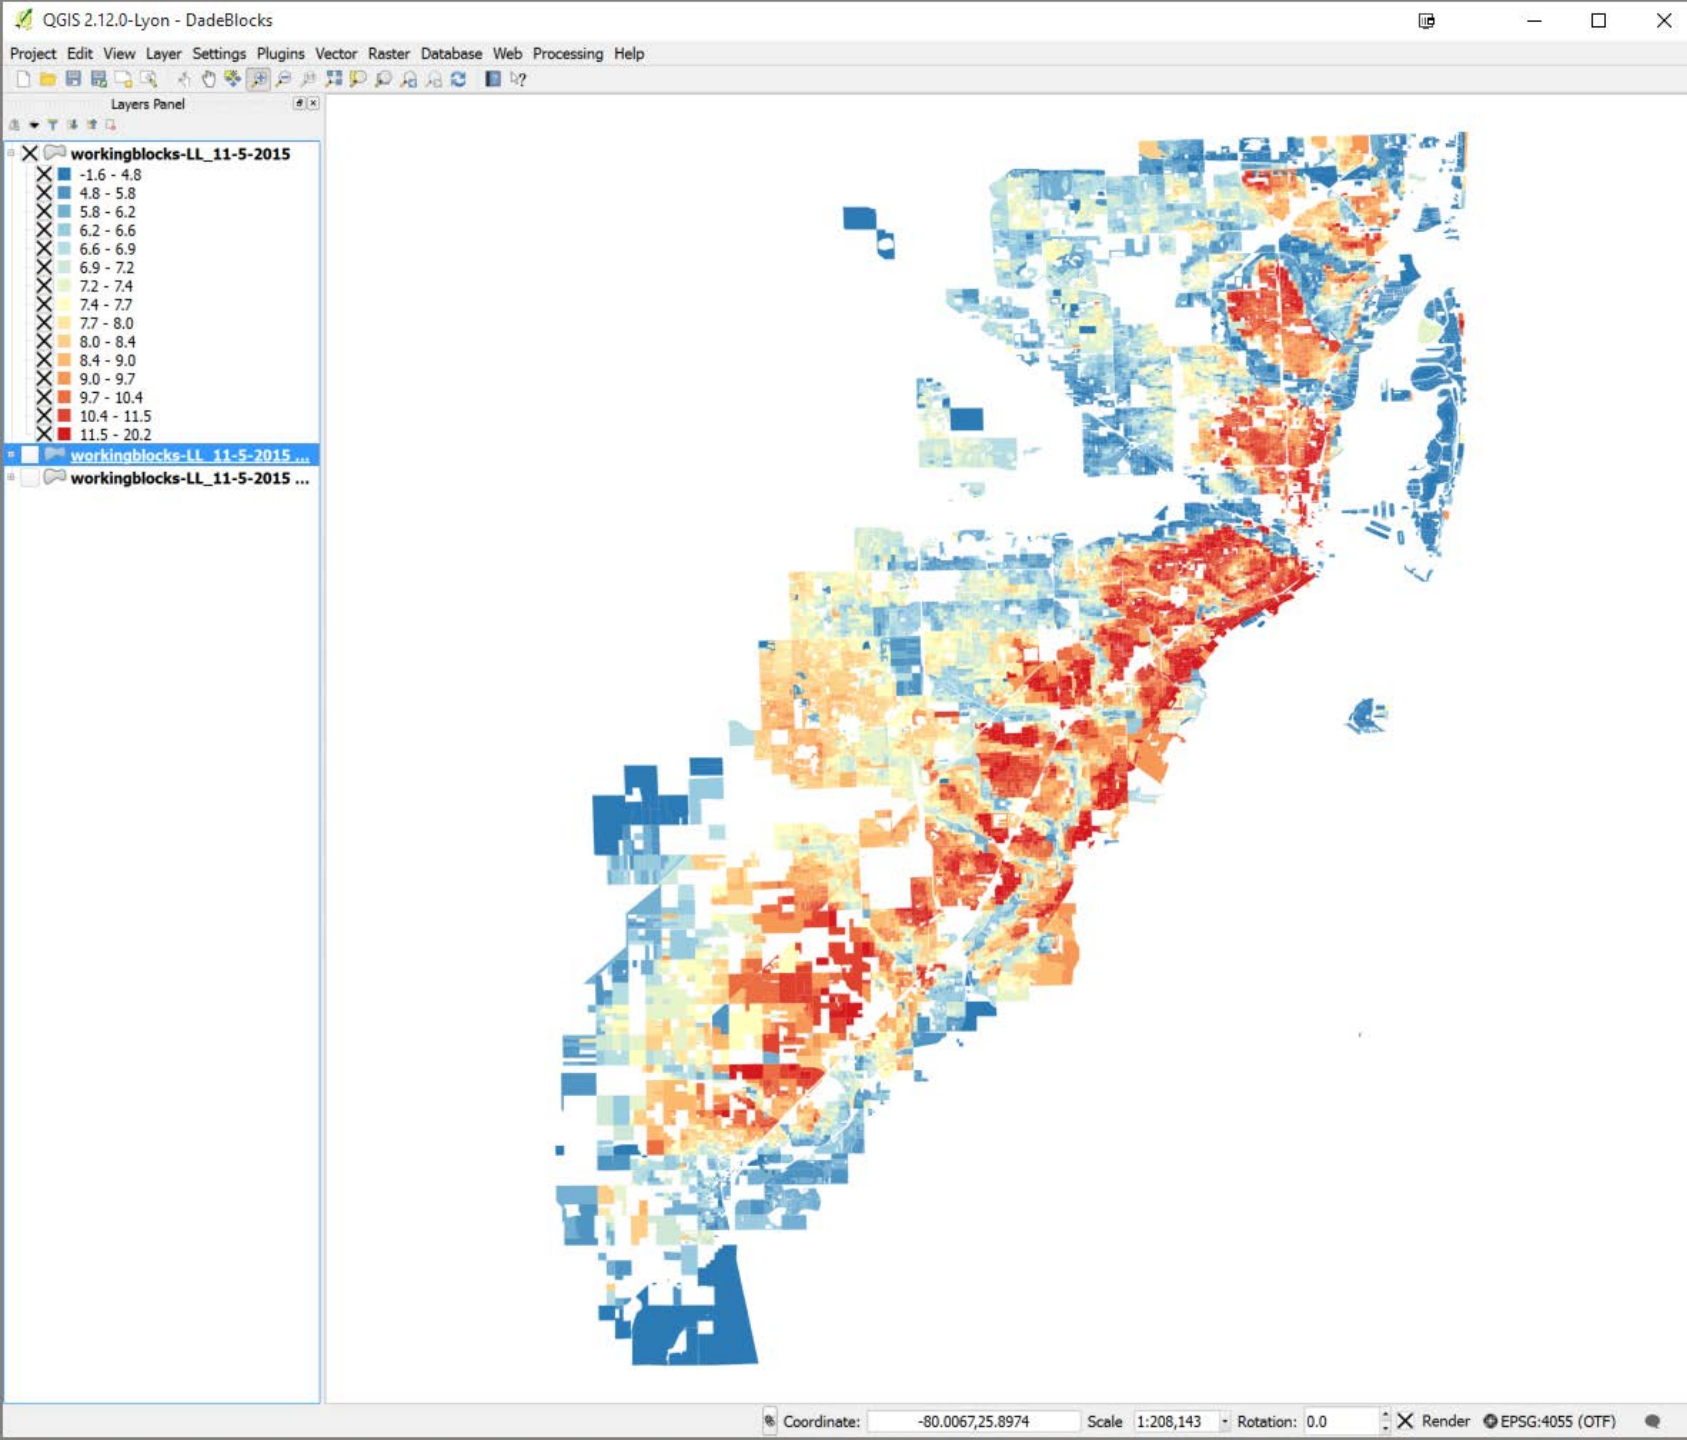 QGIS 2.12.0-Lyon - DadeBlocks
Project Edit View Layer Settings Plugins Vector Raster Database Web Processing Help
Layers Panel
workingblocks-LL_11-5-2015
-1.6 - 4.8
4.8 - 5.8
5.8 - 6.2
6.2 - 6.6
6.6 - 6.9
6.9 - 7.2
7.2 - 7.4
7.4 - 7.7
7.7 - 8.0
8.0 - 8.4
8.4 - 9.0
9.0 - 9.7
9.7 - 10.4
10.4 - 11.5
11.5 - 20.2
workingblocks-LL_11-5-2015 ...
workingblocks-LL_11-5-2015 ...
Coordinate: -80.0067,25.8974 Scale 1:208,143 Rotation: 0.0 Render EPSG:4055 (OTF)